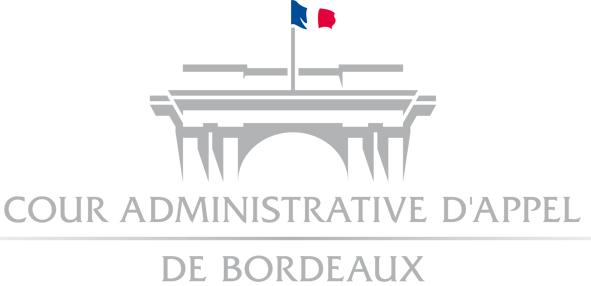 COUR ADMINISTRATIVE D'APPEL
DE BORDEAUX